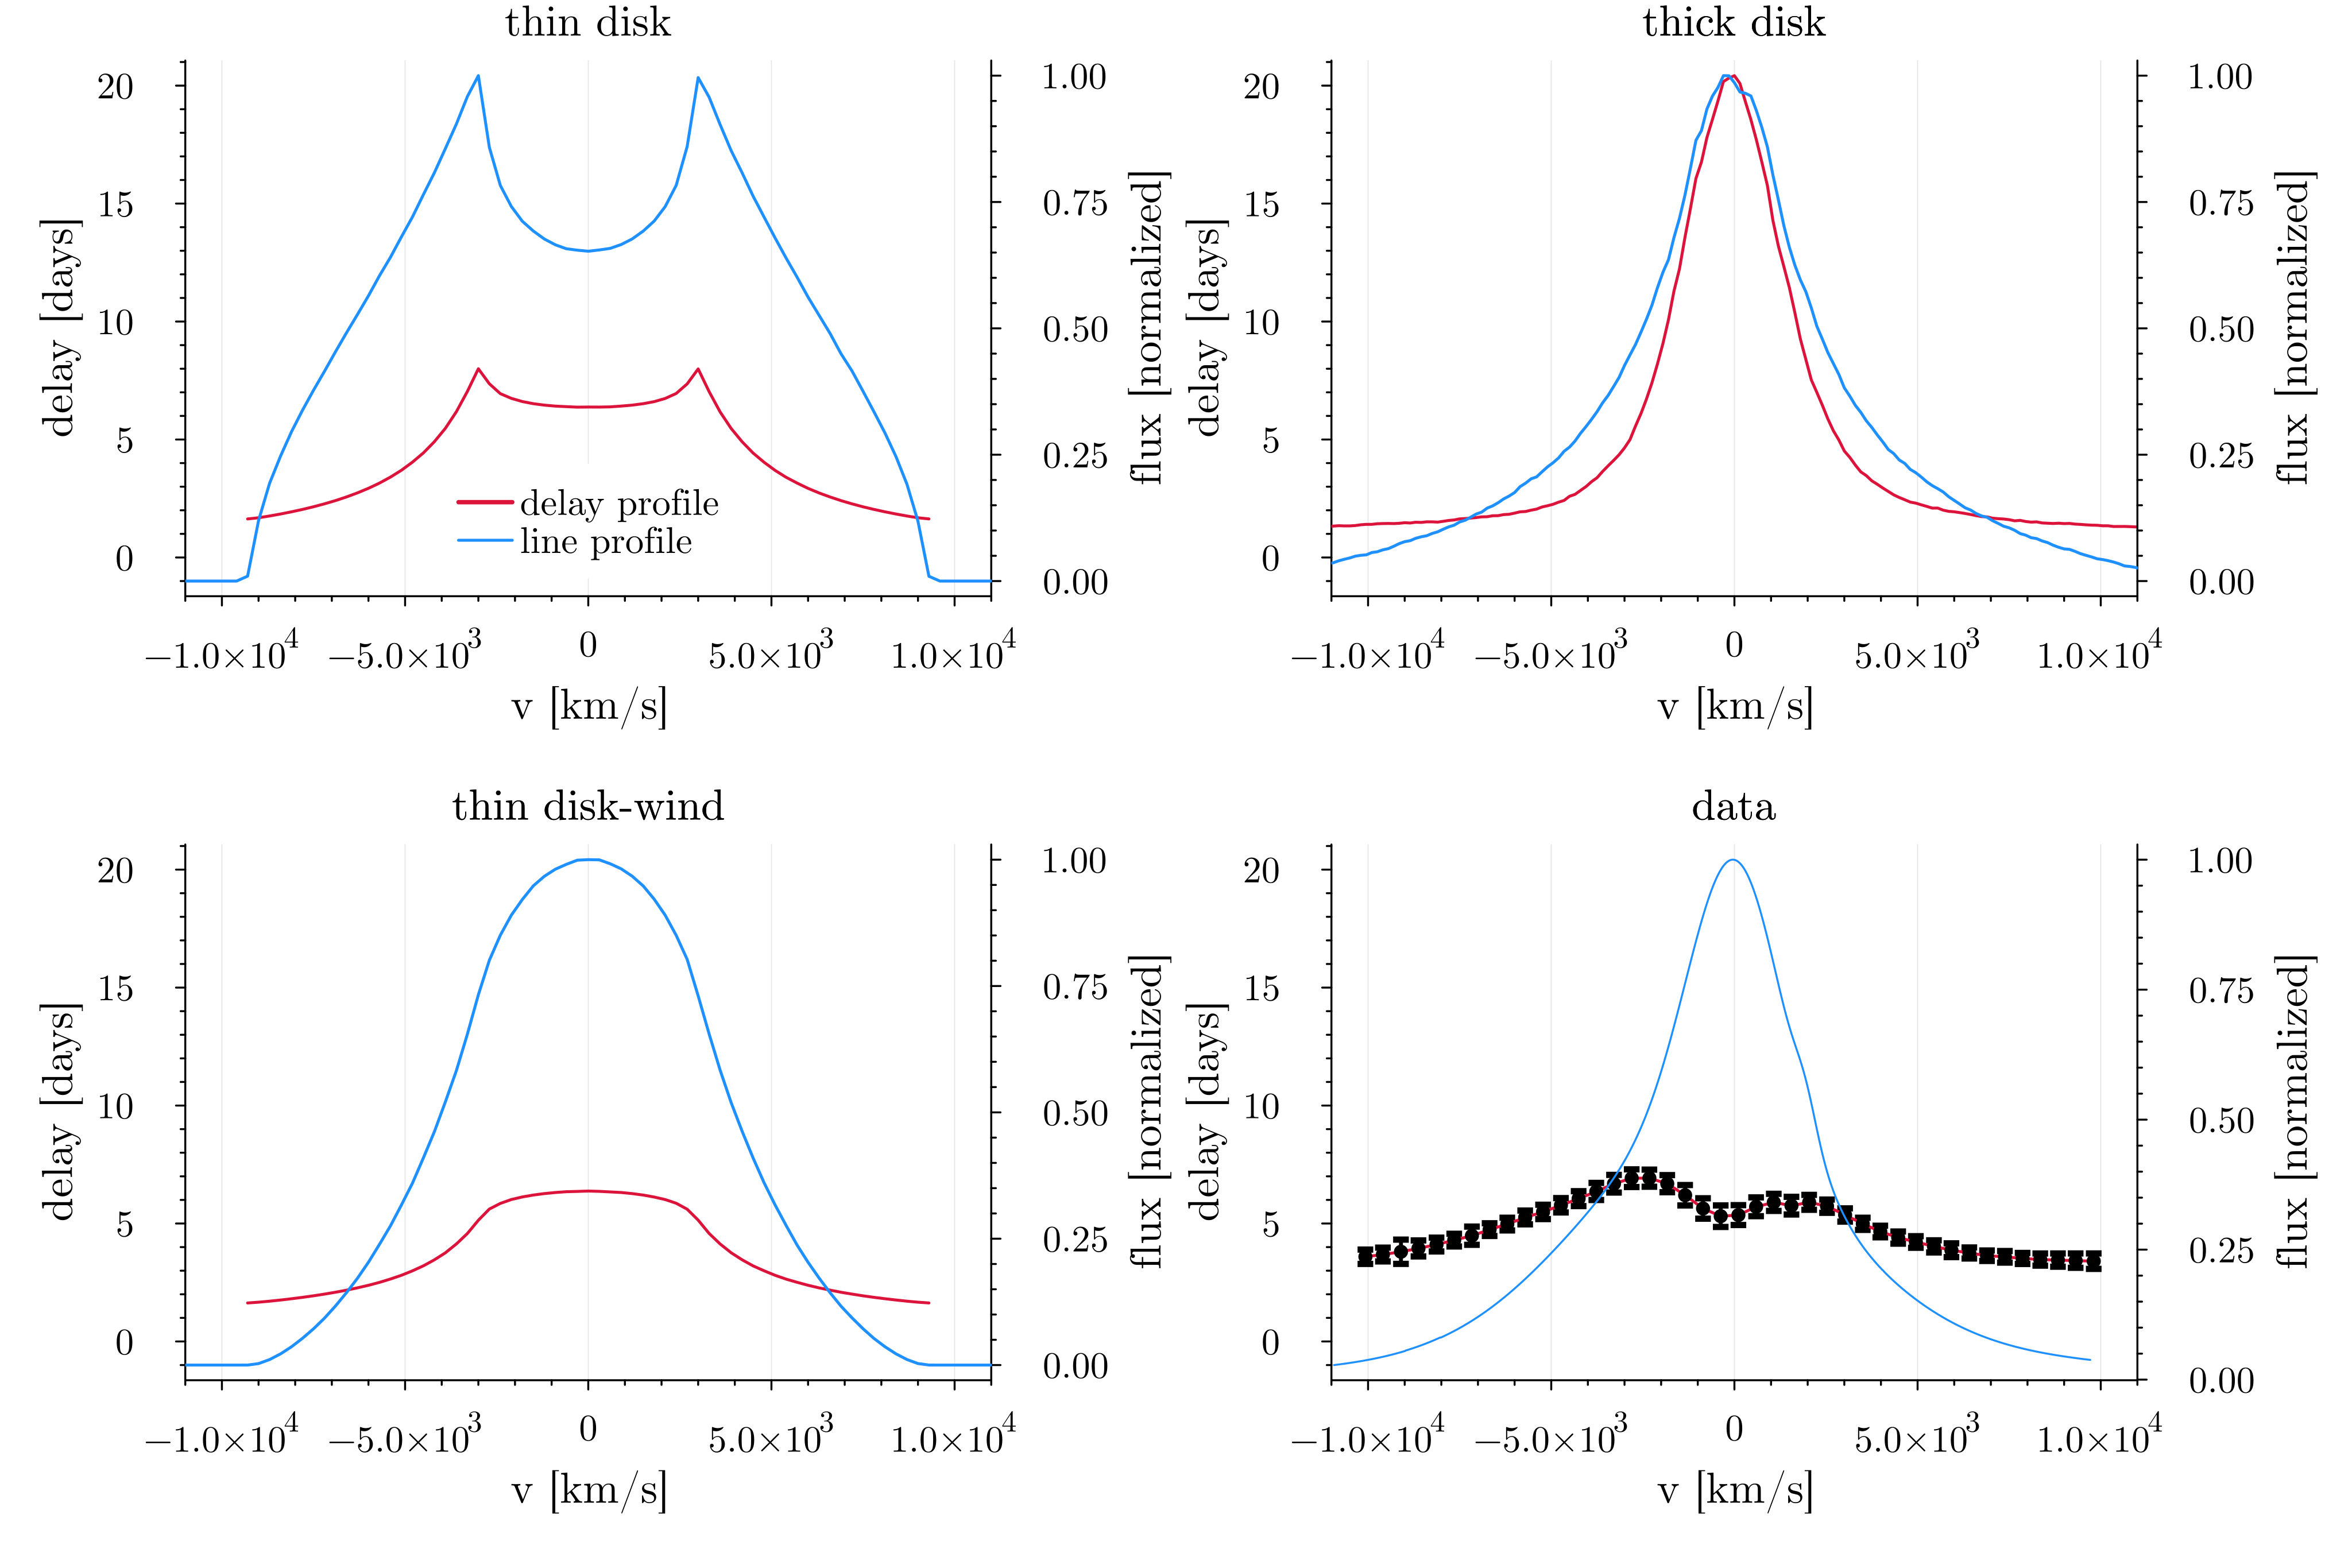 thin disk
delay [days]
20
15
10
5
0
delay profile
line profile
1.00
0.75
0.50
0.25
0.00
flux [normalized]
−1.0×10⁴ −5.0×10³ 0 5.0×10³ 1.0×10⁴
v [km/s]
thick disk
delay [days]
20
15
10
5
0
1.00
0.75
0.50
0.25
0.00
flux [normalized]
−1.0×10⁴ −5.0×10³ 0 5.0×10³ 1.0×10⁴
v [km/s]
thin disk-wind
delay [days]
20
15
10
5
0
1.00
0.75
0.50
0.25
0.00
flux [normalized]
−1.0×10⁴ −5.0×10³ 0 5.0×10³ 1.0×10⁴
v [km/s]
data
delay [days]
20
15
10
5
0
1.00
0.75
0.50
0.25
0.00
flux [normalized]
−1.0×10⁴ −5.0×10³ 0 5.0×10³ 1.0×10⁴
v [km/s]